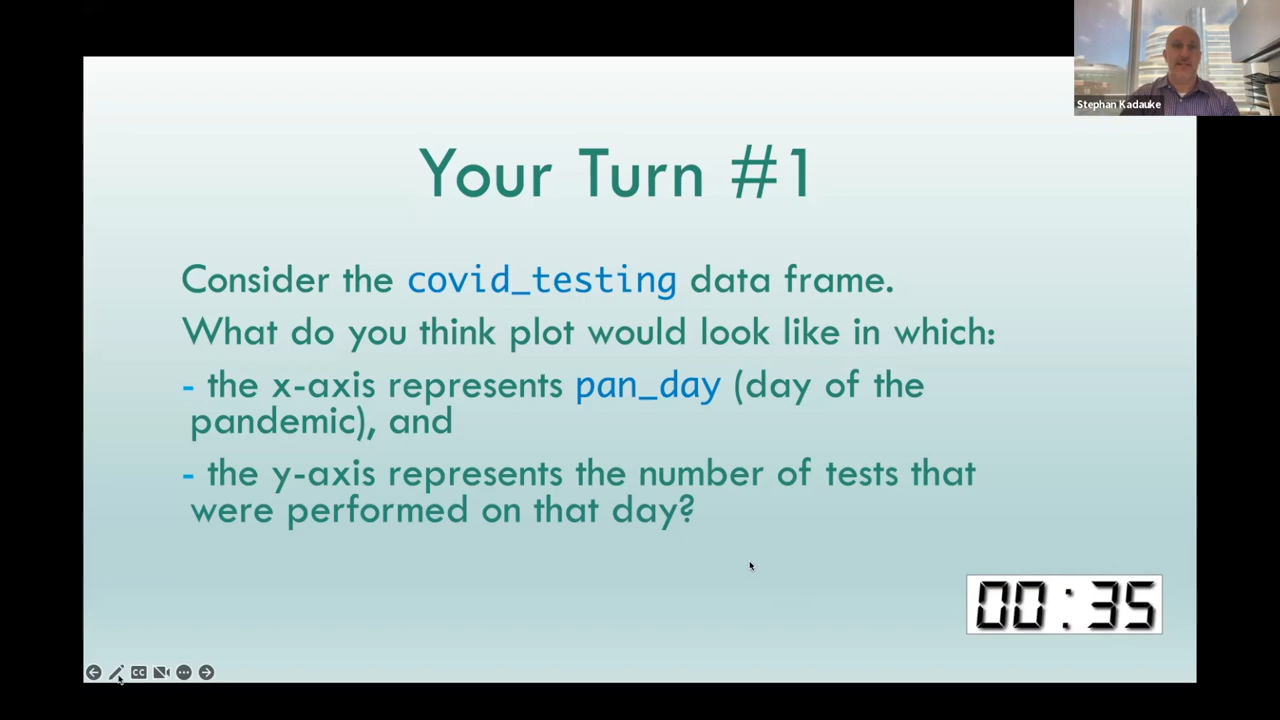 Stephan Kadauke
Your Turn #1
Consider the covid_testing data frame.
What do you think plot would look like in which:
- the x-axis represents pan_day (day of the
pandemic), and
- the y-axis represents the number of tests that
were performed on that day?
00:35
CC